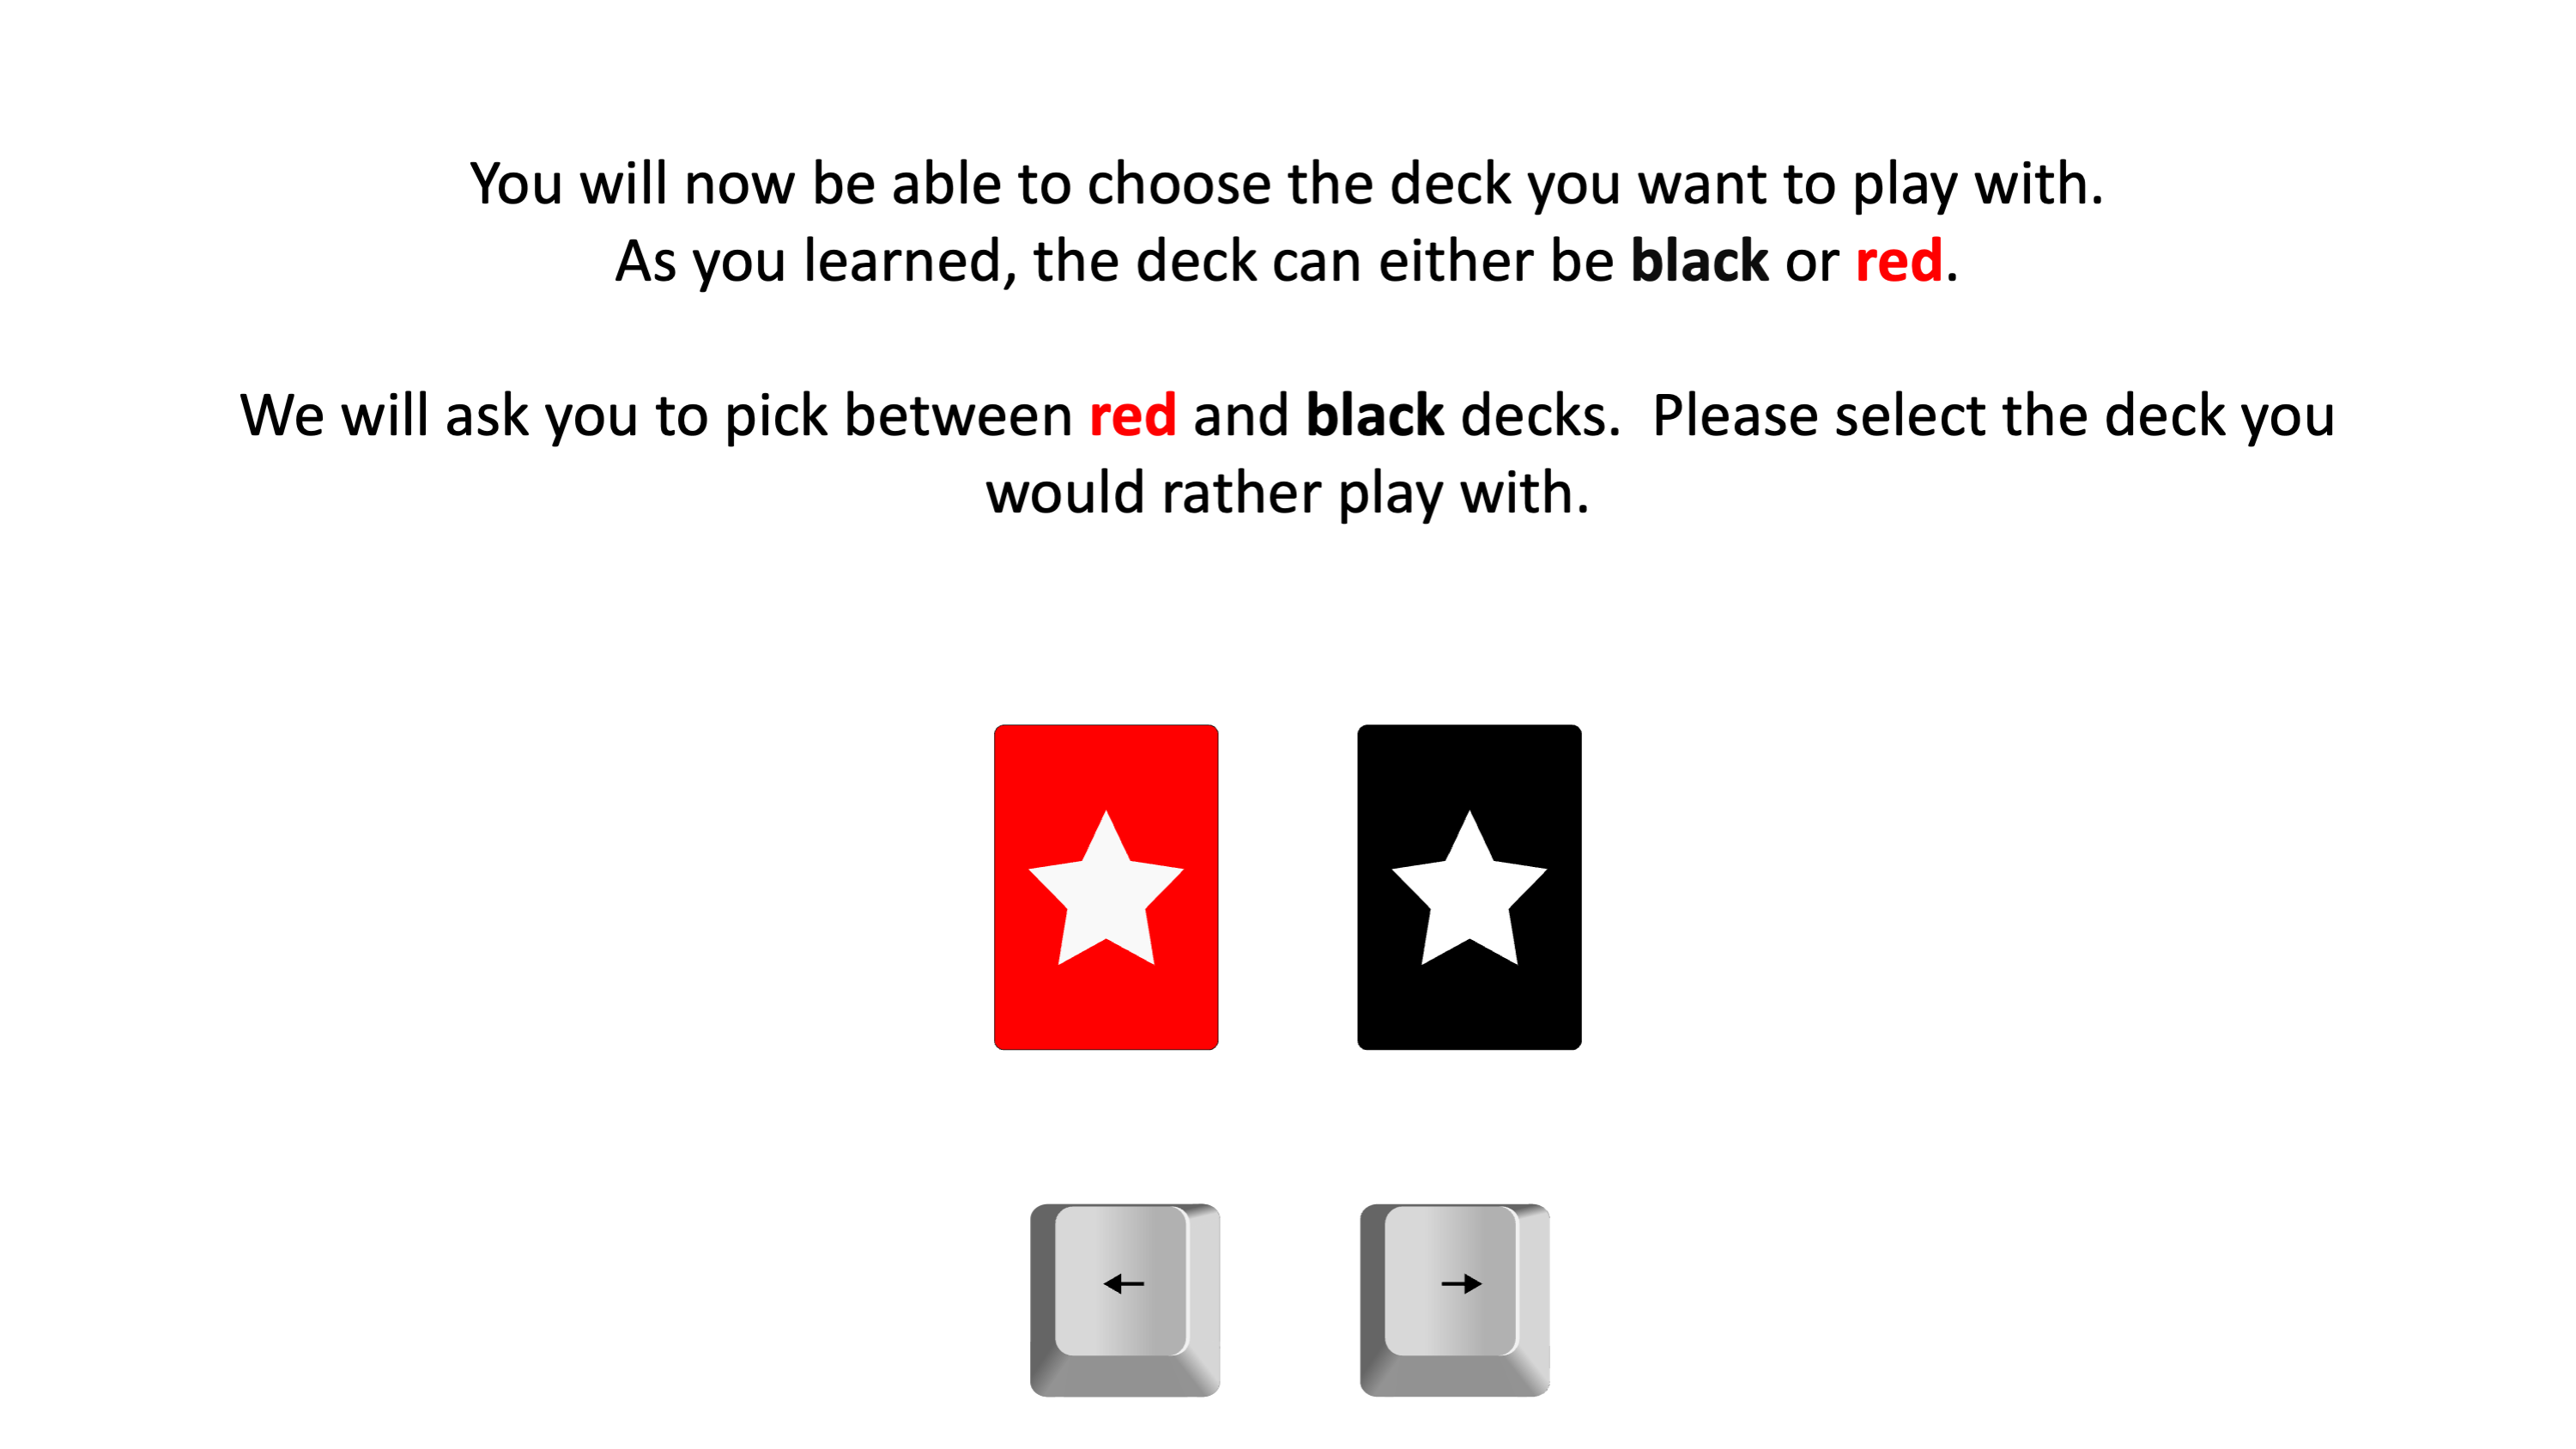 You will now be able to choose the deck you want to play with.
As you learned, the deck can either be black or red.
We will ask you to pick between red and black decks.  Please select the deck you
would rather play with.
← →